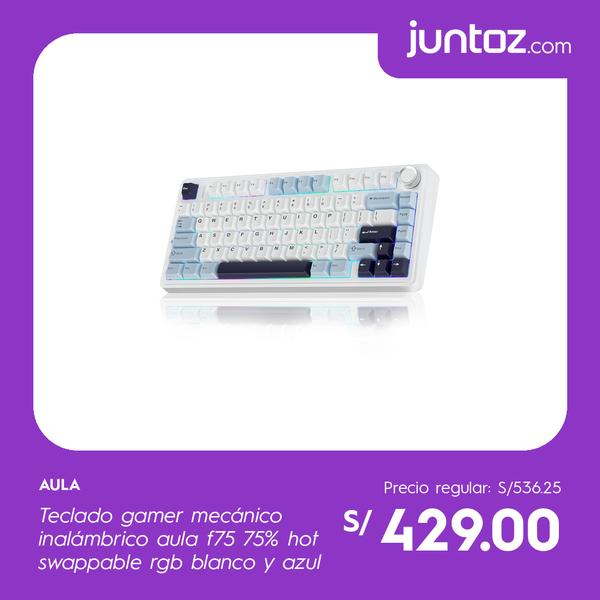 juntoz.com
Q W E R T Y U I O P
A S D F G H J K L
Z X C V B N M
AULA
Teclado gamer mecánico
inalámbrico aula f75 75% hot
swappable rgb blanco y azul
Precio regular: S/536.25
S/ 429.00